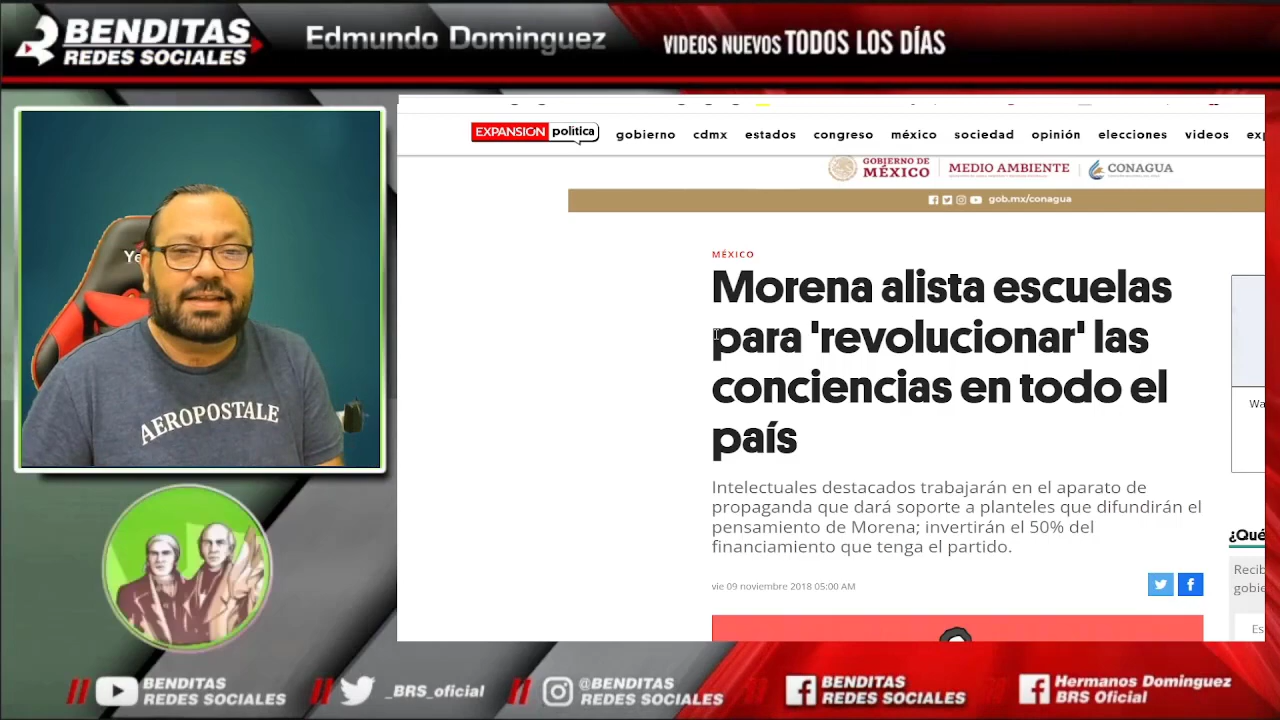 BENDITAS
REDES SOCIALES
Edmundo Dominguez
VIDEOS NUEVOS TODOS LOS DÍAS
EXPANSIÓN política
gobierno cdmx estados congreso méxico sociedad opinión elecciones videos
GOBIERNO DE
MÉXICO
MEDIO AMBIENTE
CONAGUA
gob.mx/conagua
MÉXICO
Morena alista escuelas
para 'revolucionar' las
conciencias en todo el
país
Intelectuales destacados trabajarán en el aparato de
propaganda que dará soporte a planteles que difundirán el
pensamiento de Morena; invertirán el 50% del
financiamiento que tenga el partido.
vie 09 noviembre 2018 05:00 AM
¿Qué
AEROPOSTALE
BENDITAS
REDES SOCIALES
_BRS_oficial
@BENDITAS
REDES SOCIALES
BENDITAS
REDES SOCIALES
Hermanos Dominguez
BRS Oficial